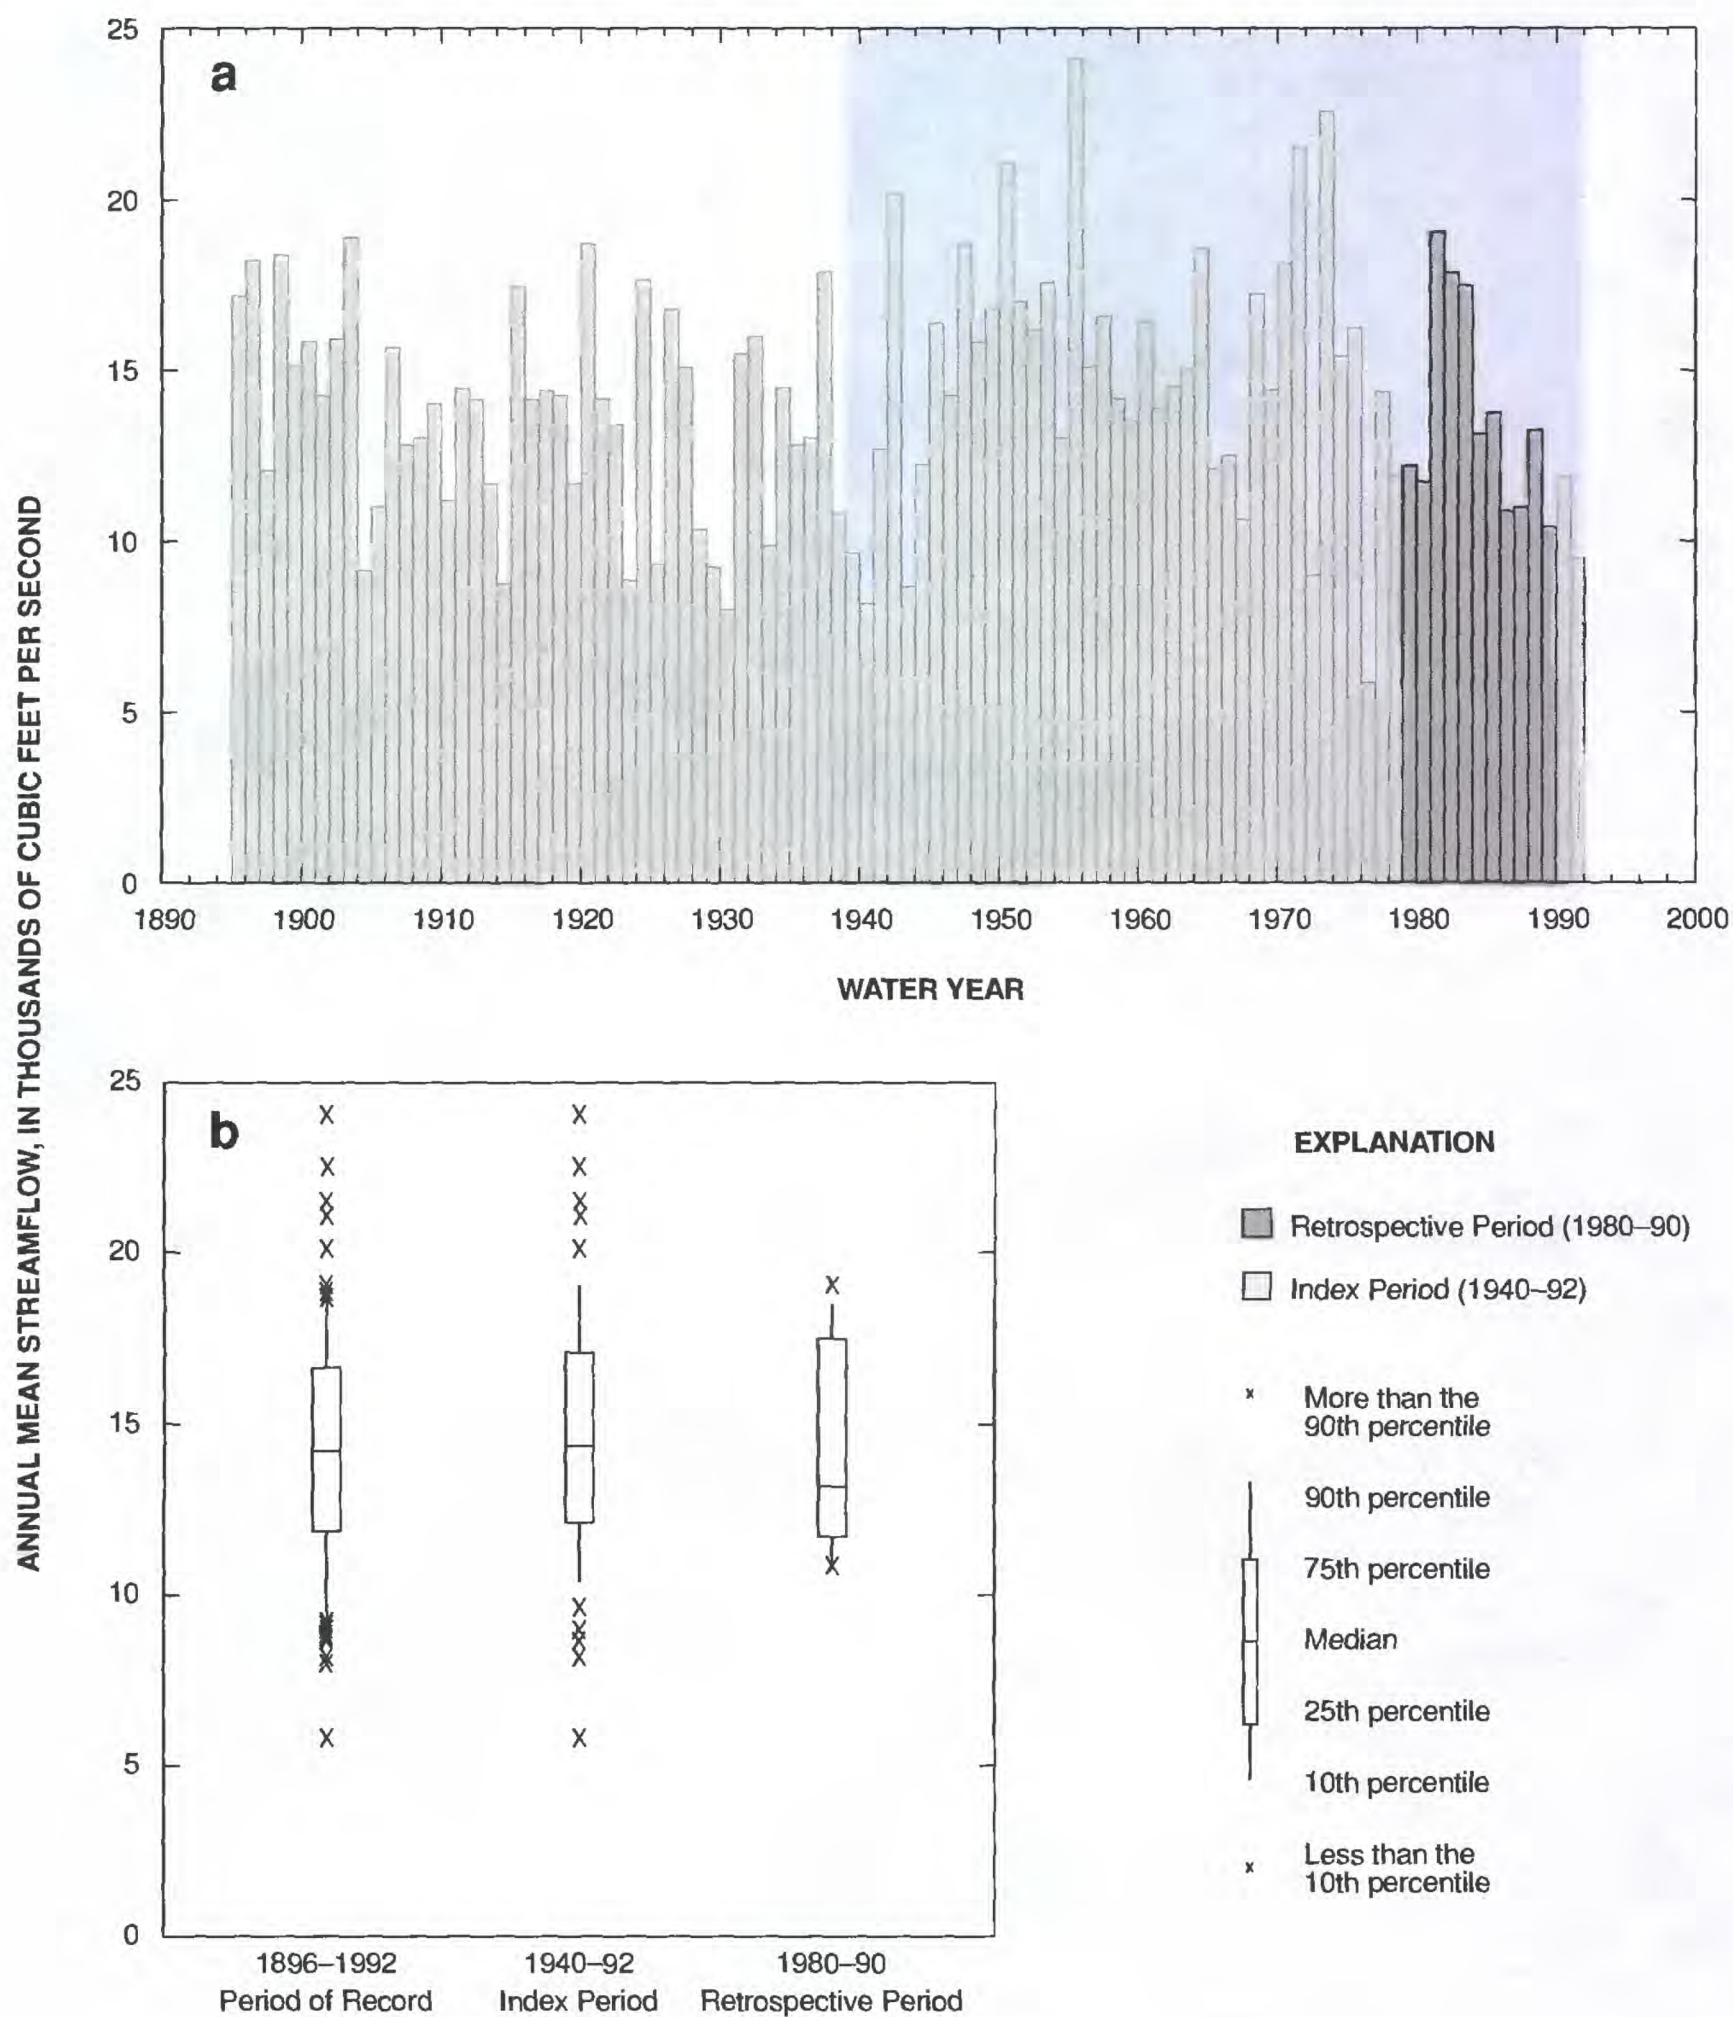 ANNUAL MEAN STREAMFLOW, IN THOUSANDS OF CUBIC FEET PER SECOND
a
25
20
15
10
5
0
1890 1900 1910 1920 1930 1940 1950 1960 1970 1980 1990 2000
WATER YEAR
b
25
20
15
10
5
0
1896–1992 1940–92 1980–90
Period of Record Index Period Retrospective Period
EXPLANATION
Retrospective Period (1980–90)
Index Period (1940–92)
x More than the
90th percentile
90th percentile
75th percentile
Median
25th percentile
10th percentile
x Less than the
10th percentile